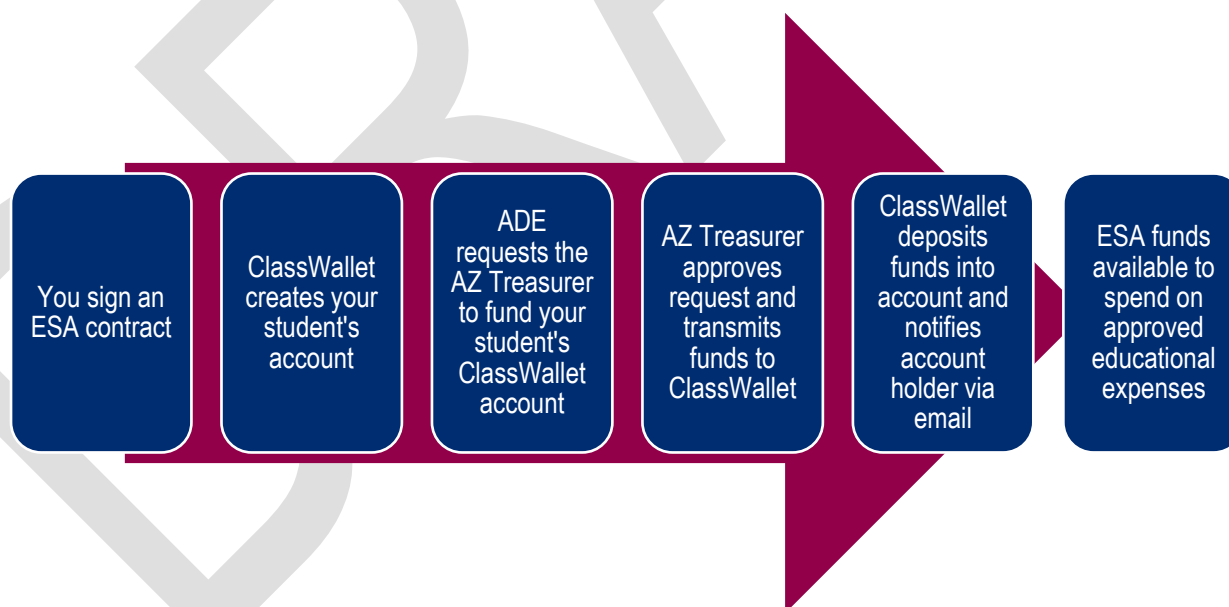 You sign an
ESA contract
ClassWallet
creates your
student's
account
ADE
requests the
AZ Treasurer
to fund your
student's
ClassWallet
account
AZ Treasurer
approves
request and
transmits
funds to
ClassWallet
ClassWallet
deposits
funds into
account and
notifies
account
holder via
email
ESA funds
available to
spend on
approved
educational
expenses